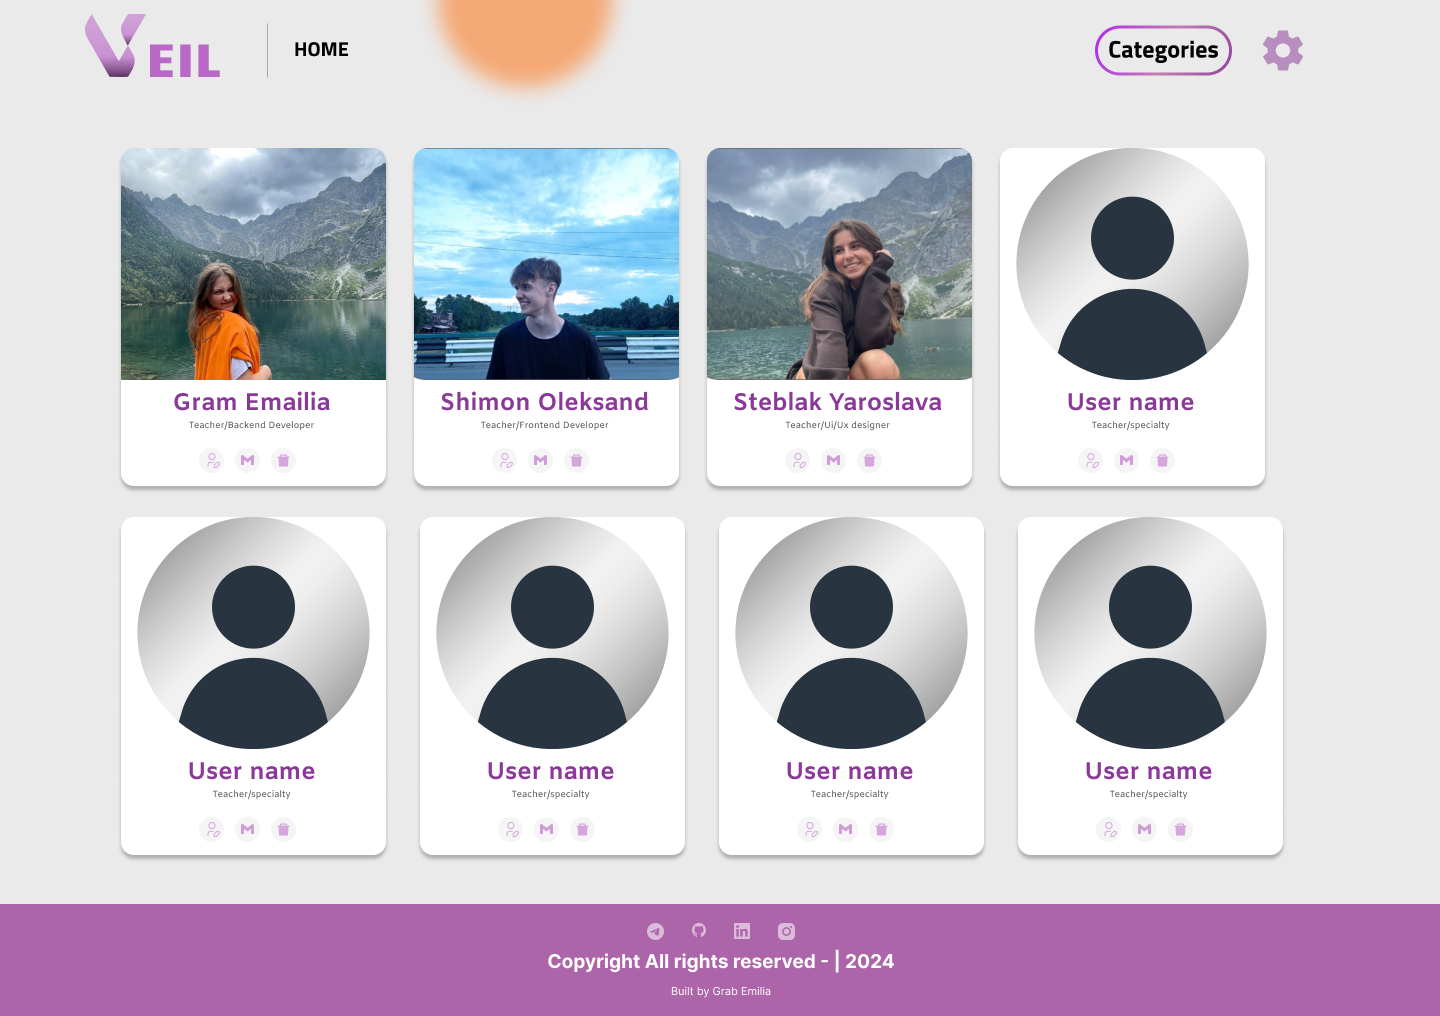 VEIL
HOME
Categories
Gram Emailia
Teacher/Backend Developer
Shimon Oleksand
Teacher/Frontend Developer
Steblak Yaroslava
Teacher/Ui/Ux designer
User name
Teacher/specialty
User name
Teacher/specialty
User name
Teacher/specialty
User name
Teacher/specialty
User name
Teacher/specialty
Copyright All rights reserved - | 2024
Built by Grab Emilia